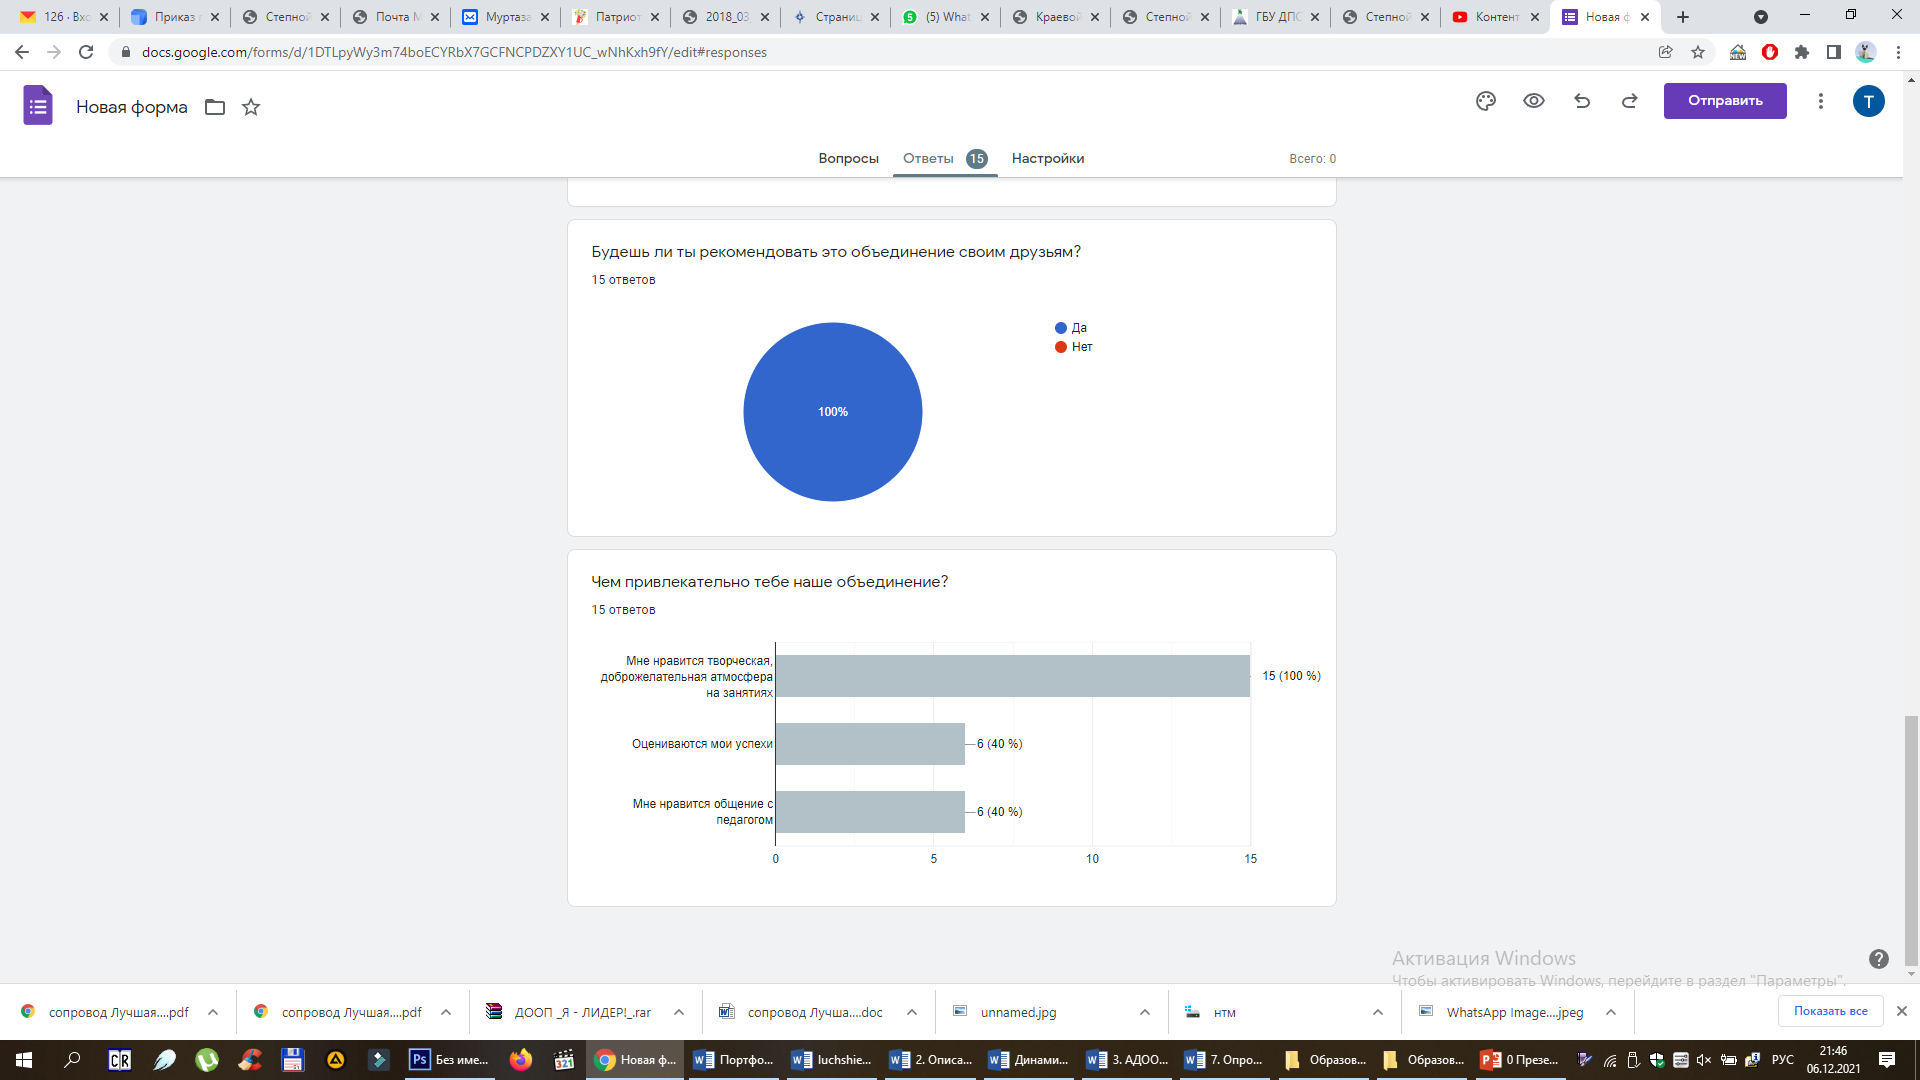 126 · Вхо
Приказ
Степной
Почта М
Муртаза
Патриот
2018_03
Страниц
(5) What
Краевой
Степной
ГБУ ДПО
Степной
Контент
Новая ф
docs.google.com/forms/d/1DTLpyWy3m74boECYRbX7GCFNCPDZXY1UC_wNhKxh9fY/edit#responses
Новая форма
Отправить
T
Вопросы
Ответы 15
Настройки
Всего: 0
Будешь ли ты рекомендовать это объединение своим друзьям?
15 ответов
Да
Нет
100%
Чем привлекательно тебе наше объединение?
15 ответов
Мне нравится творческая,
доброжелательная атмосфера
на занятиях
15 (100 %)
Оцениваются мои успехи
6 (40 %)
Мне нравится общение с
педагогом
6 (40 %)
0 5 10 15
Активация Windows
Чтобы активировать Windows, перейдите в раздел "Параметры".
сопровод Лучшая....pdf
сопровод Лучшая....pdf
ДООП _Я - ЛИДЕР!_.rar
сопровод Лучша....doc
unnamed.jpg
нтм
WhatsApp Image....jpeg
Показать все
Без име...
Новая ф...
Портфо...
luchshie...
2. Описа...
Динами...
3. АДОО...
7. Опро...
Образов...
Образов...
0 Презе...
РУС
21:46
06.12.2021